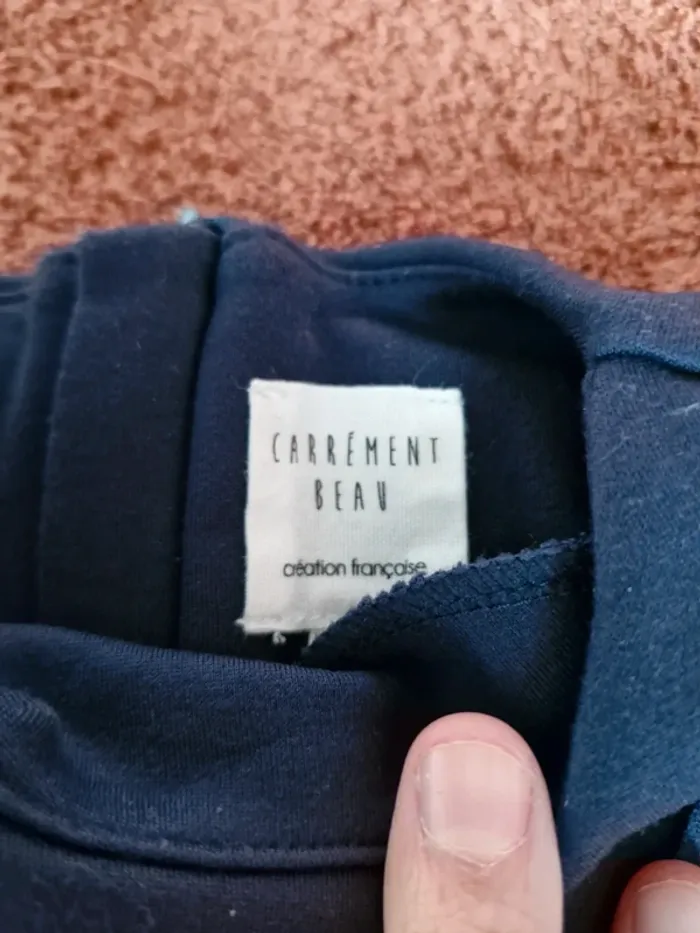 CARRÉMENT
BEAU
création française